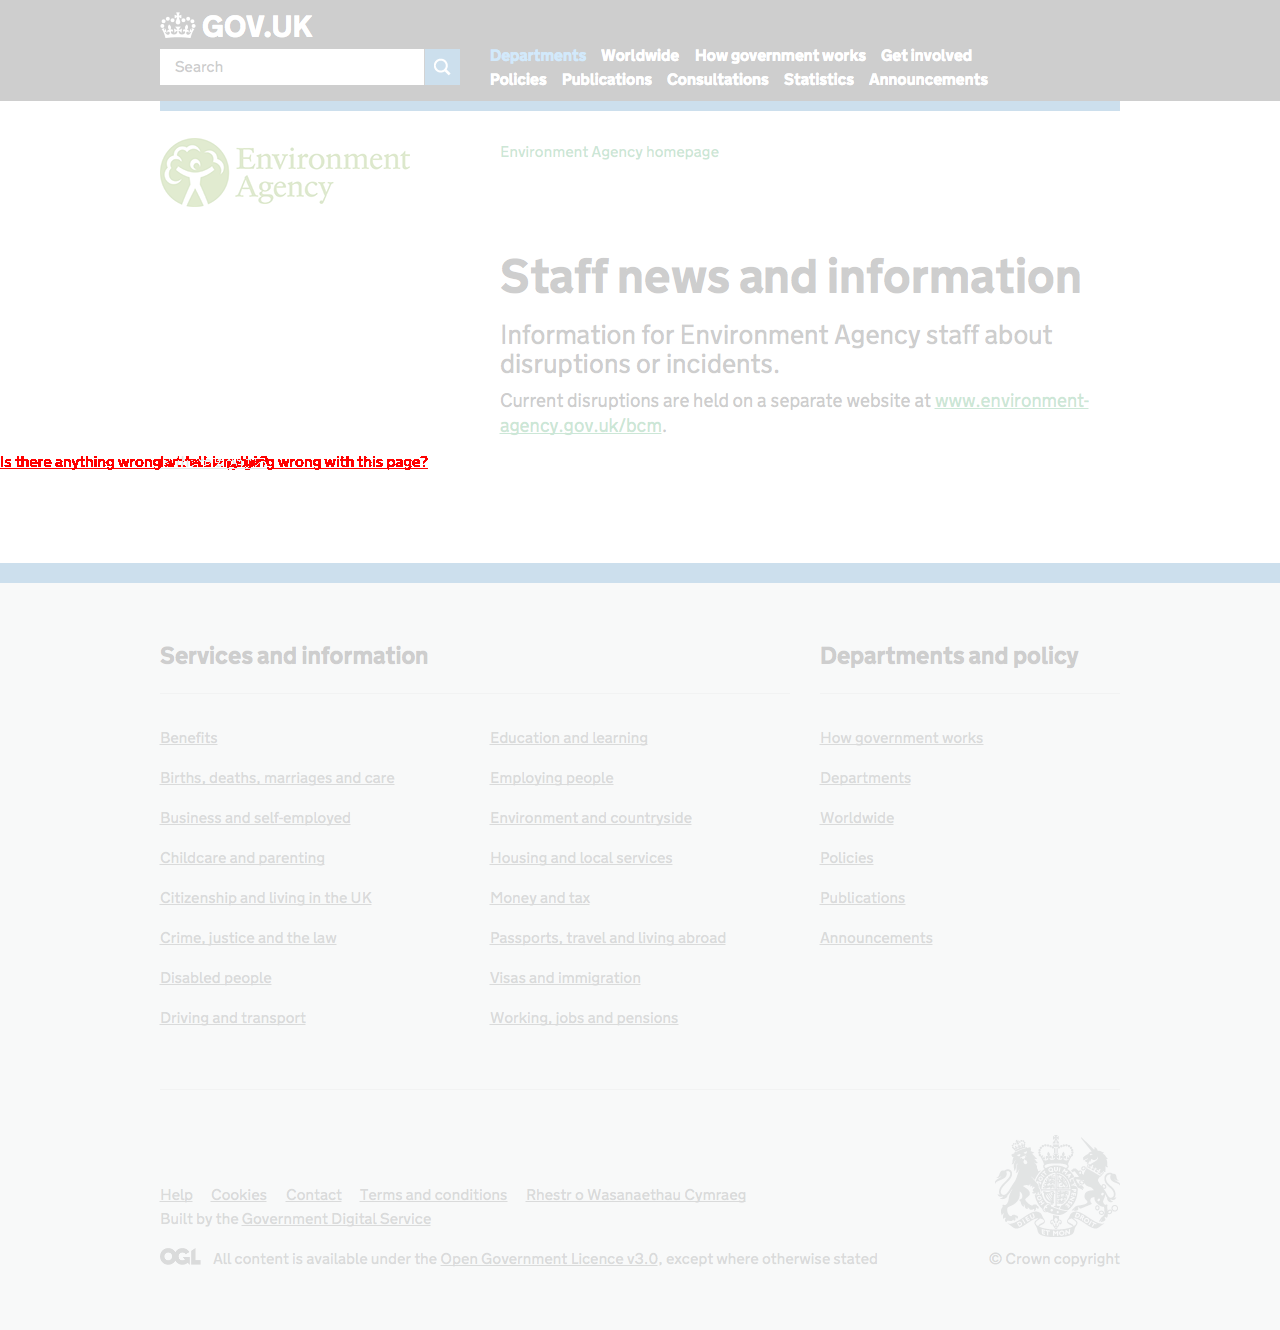 GOV.UK
Search
Departments Worldwide How government works Get involved
Policies Publications Consultations Statistics Announcements
Environment
Agency
Environment Agency homepage
Staff news and information
Information for Environment Agency staff about
disruptions or incidents.
Current disruptions are held on a separate website at www.environment-
agency.gov.uk/bcm.
Is there anything wrong wrong with this page?
Services and information
Departments and policy
Benefits
Births, deaths, marriages and care
Business and self-employed
Childcare and parenting
Citizenship and living in the UK
Crime, justice and the law
Disabled people
Driving and transport
Education and learning
Employing people
Environment and countryside
Housing and local services
Money and tax
Passports, travel and living abroad
Visas and immigration
Working, jobs and pensions
How government works
Departments
Worldwide
Policies
Publications
Announcements
Help Cookies Contact Terms and conditions Rhestr o Wasanaethau Cymraeg
Built by the Government Digital Service
OGL All content is available under the Open Government Licence v3.0, except where otherwise stated
© Crown copyright